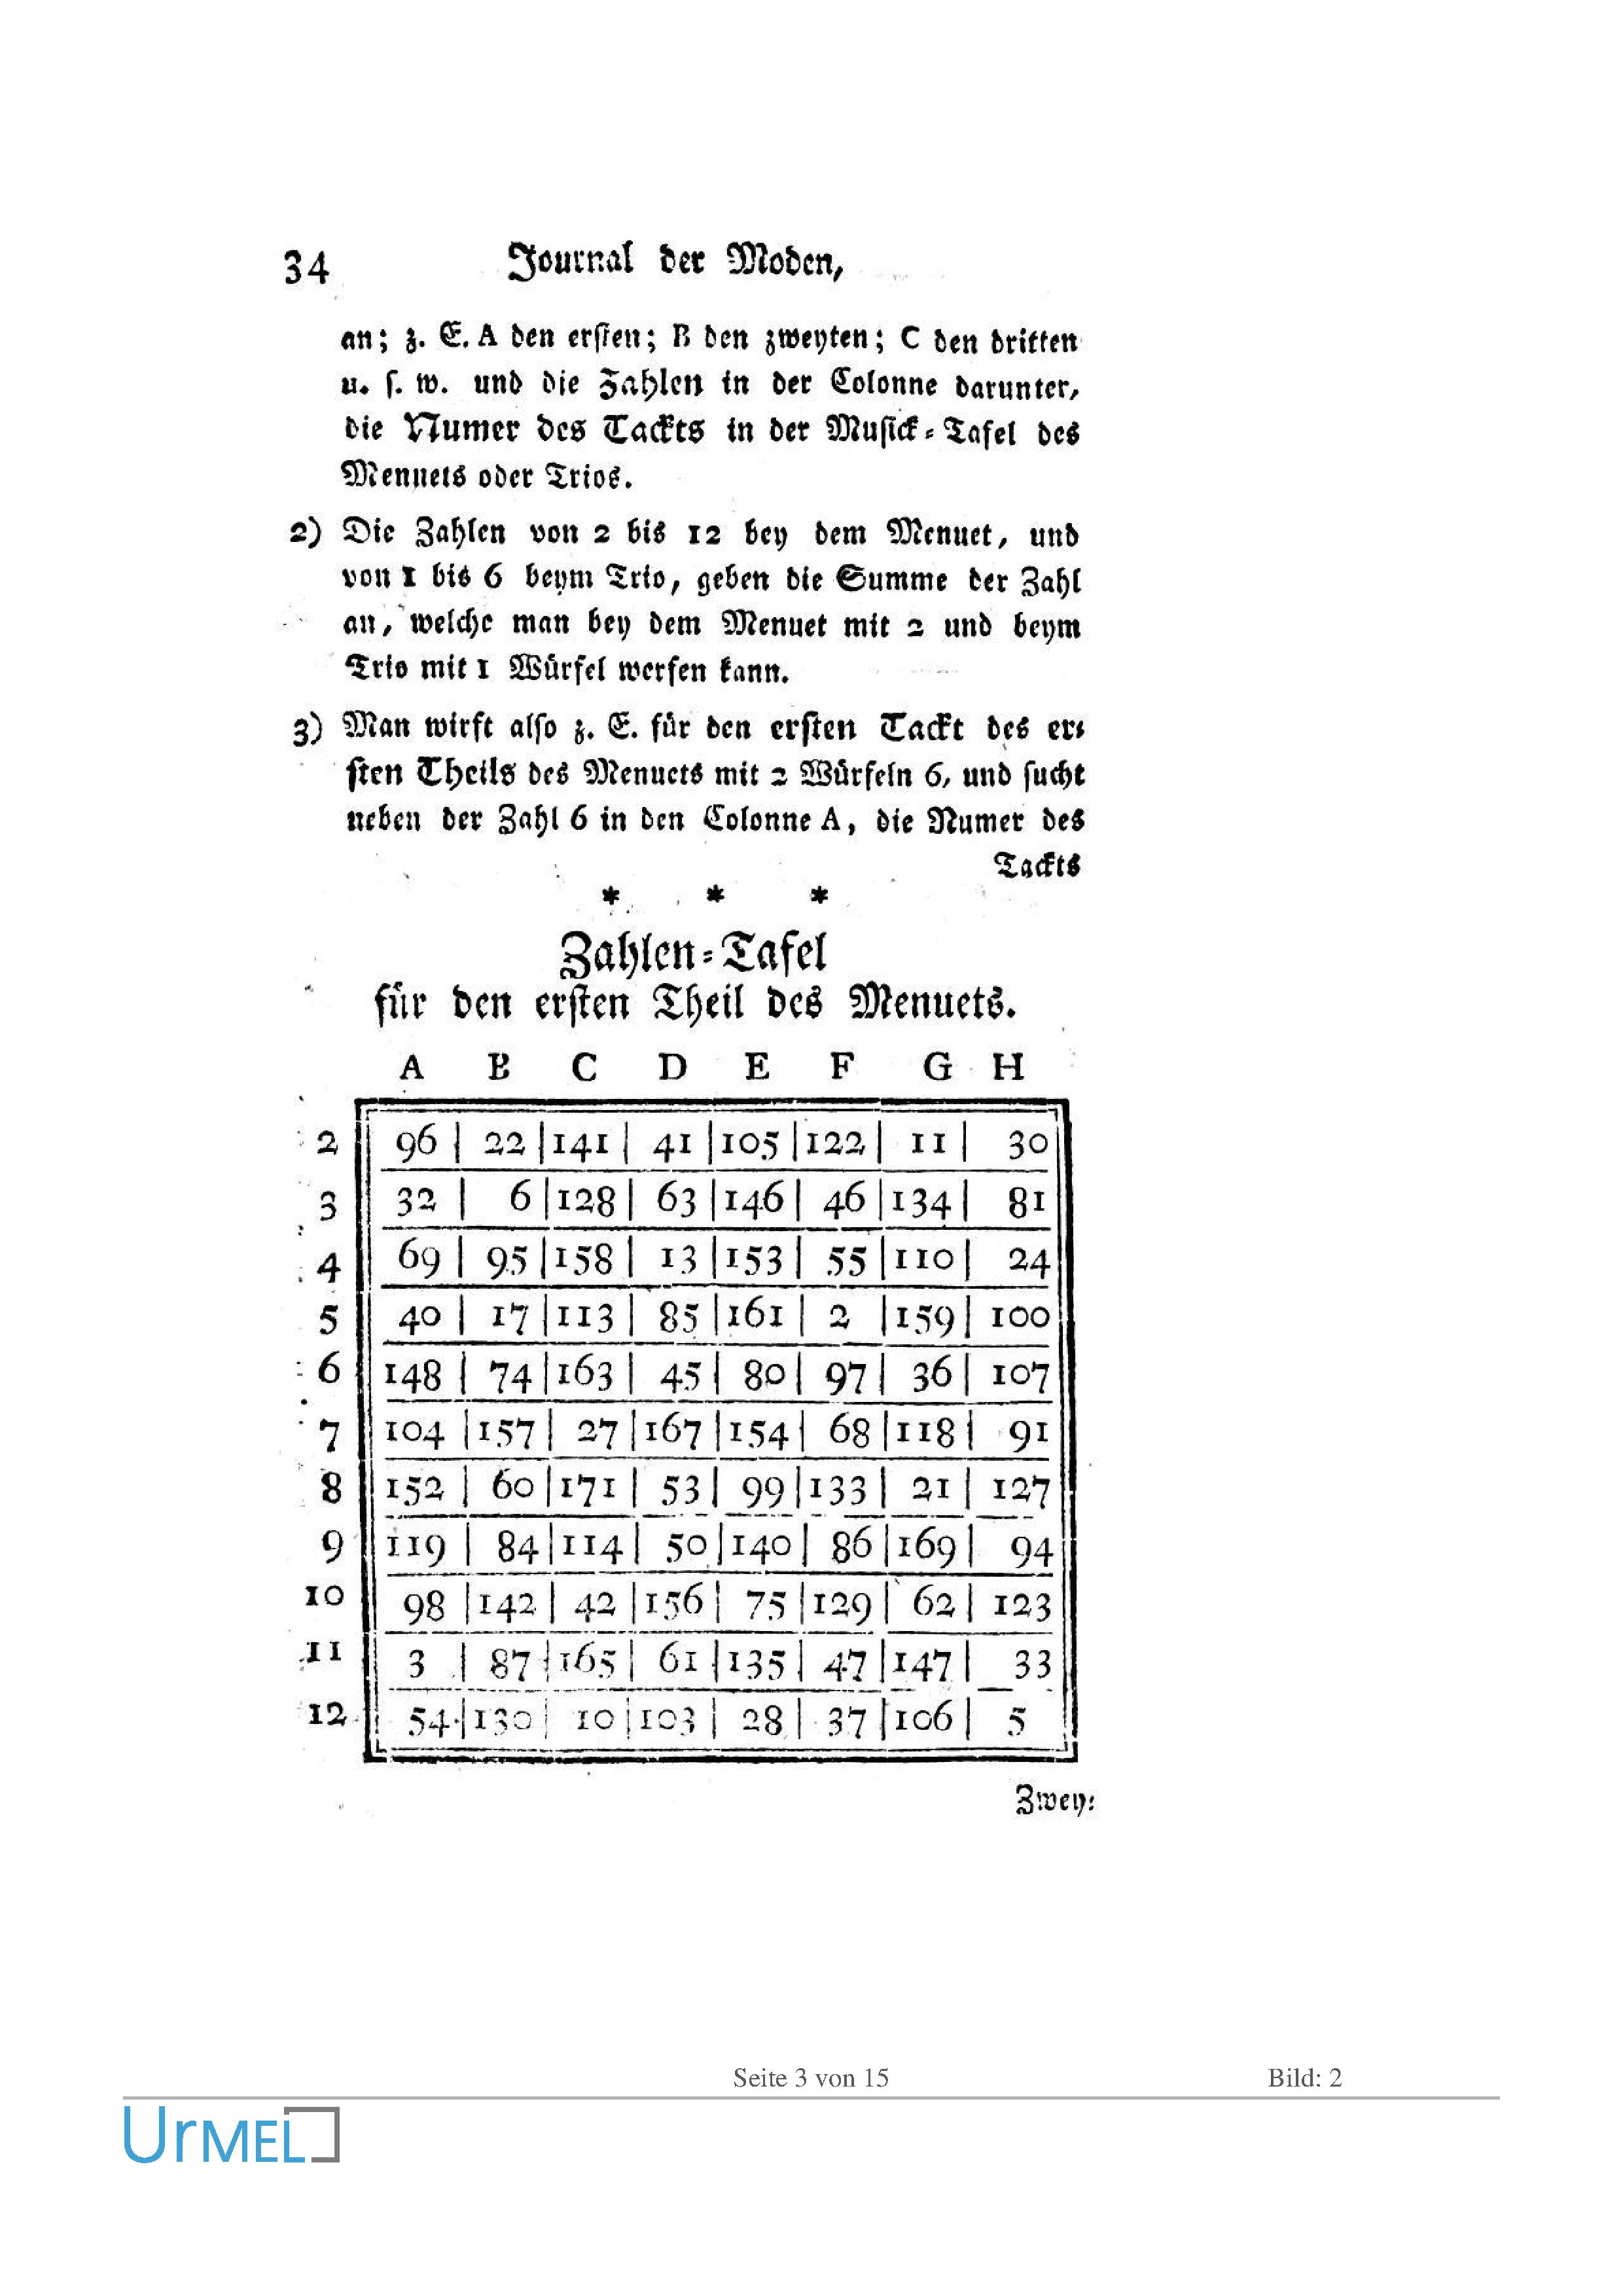 34 Journal der Moden,
an; z. E. A den ersten; B den zweyten; C den dritten
u. s. w. und die Zahlen in der Colonne darunter,
die Numer des Tackts in der Musick-Tafel des
Menuets oder Trios.
2) Die Zahlen von 2 bis 12 bey dem Menuet, und
von 1 bis 6 beym Trio, geben die Summe der Zahl
an, welche man bey dem Menuet mit 2 und beym
Trio mit 1 Würfel werfen kann.
3) Man wirft also z. E. für den ersten Tackt des er-
sten Theils des Menuets mit 2 Würfeln 6, und sucht
neben der Zahl 6 in den Colonne A, die Numer des
Tackts
* * *
Zahlen-Tafel
für den ersten Theil des Menuets.
A B C D E F G H
2 96 | 22 | 141 | 41 | 105 | 122 | 11 | 30
3 32 | 6 | 128 | 63 | 146 | 46 | 134 | 81
4 69 | 95 | 158 | 13 | 153 | 55 | 110 | 24
5 40 | 17 | 113 | 85 | 161 | 2 | 159 | 100
6 148 | 74 | 163 | 45 | 80 | 97 | 36 | 107
7 104 | 157 | 27 | 167 | 154 | 68 | 118 | 91
8 152 | 60 | 171 | 53 | 99 | 133 | 21 | 127
9 119 | 84 | 114 | 50 | 140 | 86 | 169 | 94
10 98 | 142 | 42 | 156 | 75 | 129 | 62 | 123
11 3 | 87 | 165 | 61 | 135 | 47 | 147 | 33
12 54 | 130 | 10 | 103 | 28 | 37 | 106 | 5
Zwey-
Seite 3 von 15 Bild: 2
UrMEL